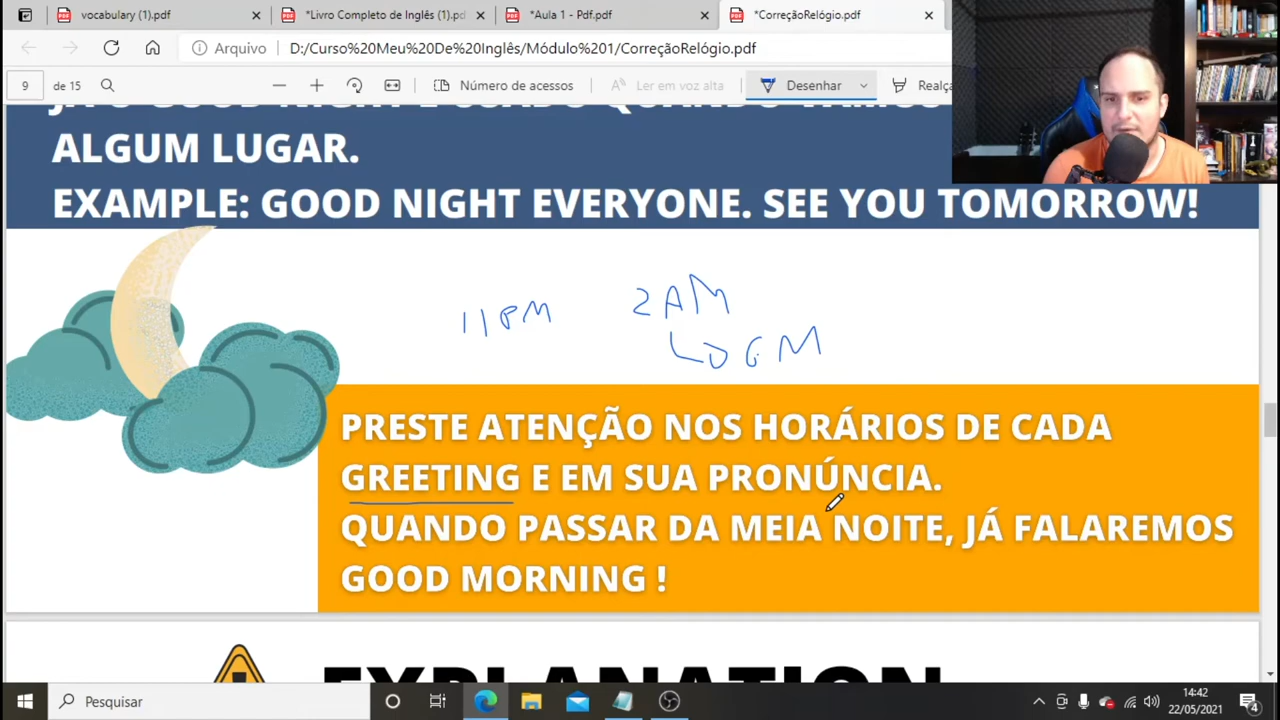 vocabulary (1).pdf
*Livro Completo de Inglês (1).pd
*Aula 1 - Pdf.pdf
*CorreçãoRelógio.pdf
Arquivo
D:/Curso%20Meu%20De%20Inglês/Módulo%201/CorreçãoRelógio.pdf
9 de 15
Número de acessos
Ler em voz alta
Desenhar
Realça
ALGUM LUGAR.
EXAMPLE: GOOD NIGHT EVERYONE. SEE YOU TOMORROW!
11PM 2AM
GM
PRESTE ATENÇÃO NOS HORÁRIOS DE CADA
GREETING E EM SUA PRONÚNCIA.
QUANDO PASSAR DA MEIA NOITE, JÁ FALAREMOS
GOOD MORNING !
EXPLANATION
Pesquisar
14:42
22/05/2021
4